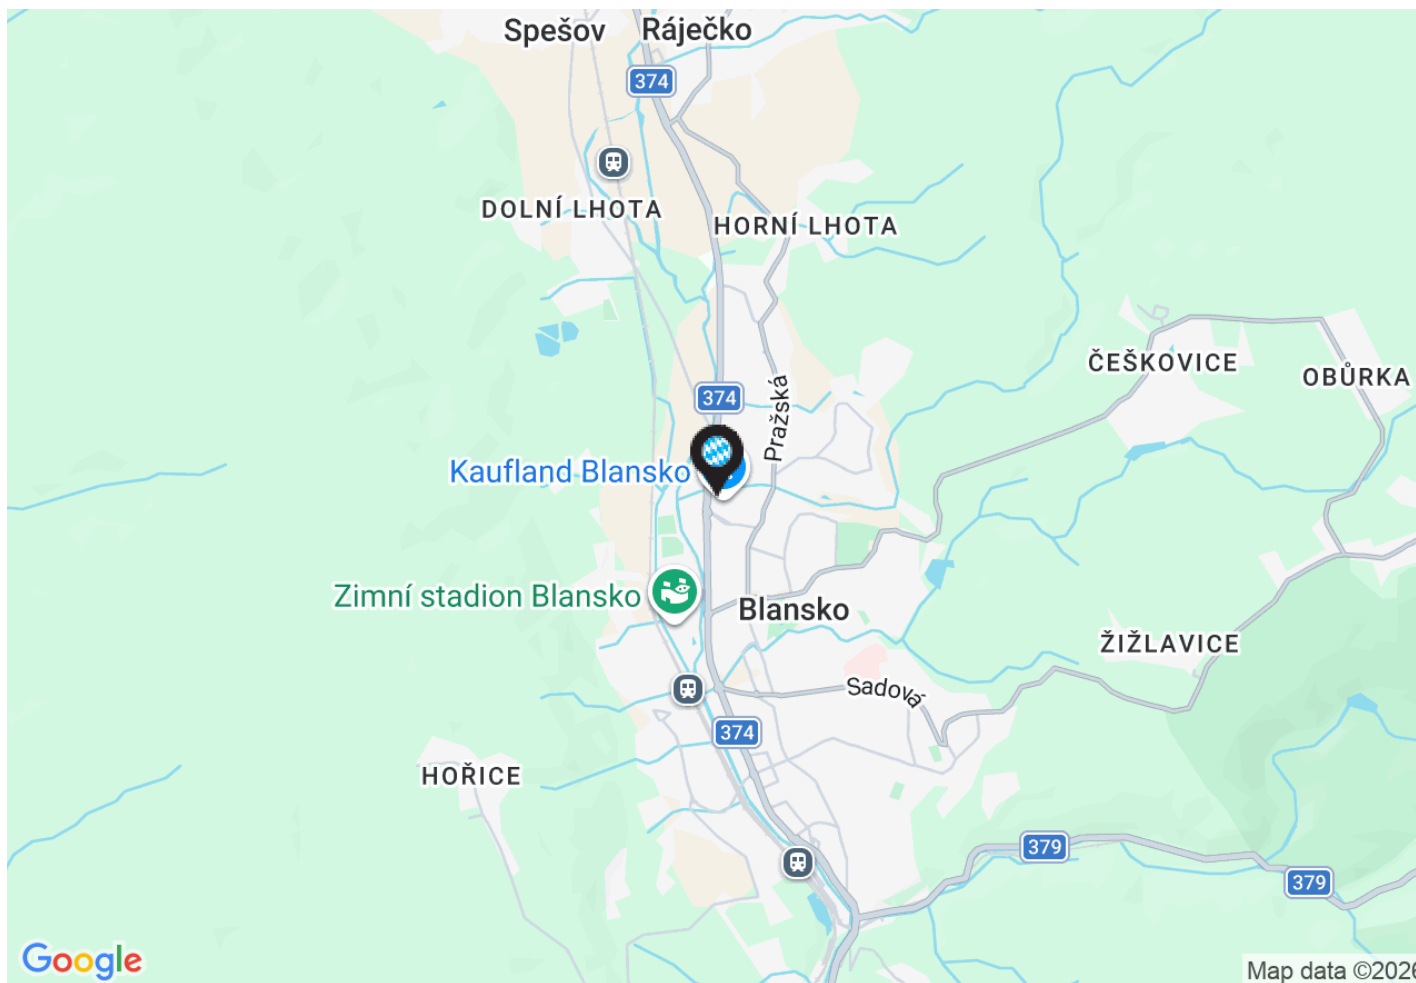 Spešov
Ráječko
374
DOLNÍ LHOTA
HORNÍ LHOTA
ČEŠKOVICE
OBŮRKA
374
Pražská
Kaufland Blansko
Zimní stadion Blansko
Blansko
ŽIŽLAVICE
Sadová
374
HOŘICE
379
379
Google
Map data ©2026